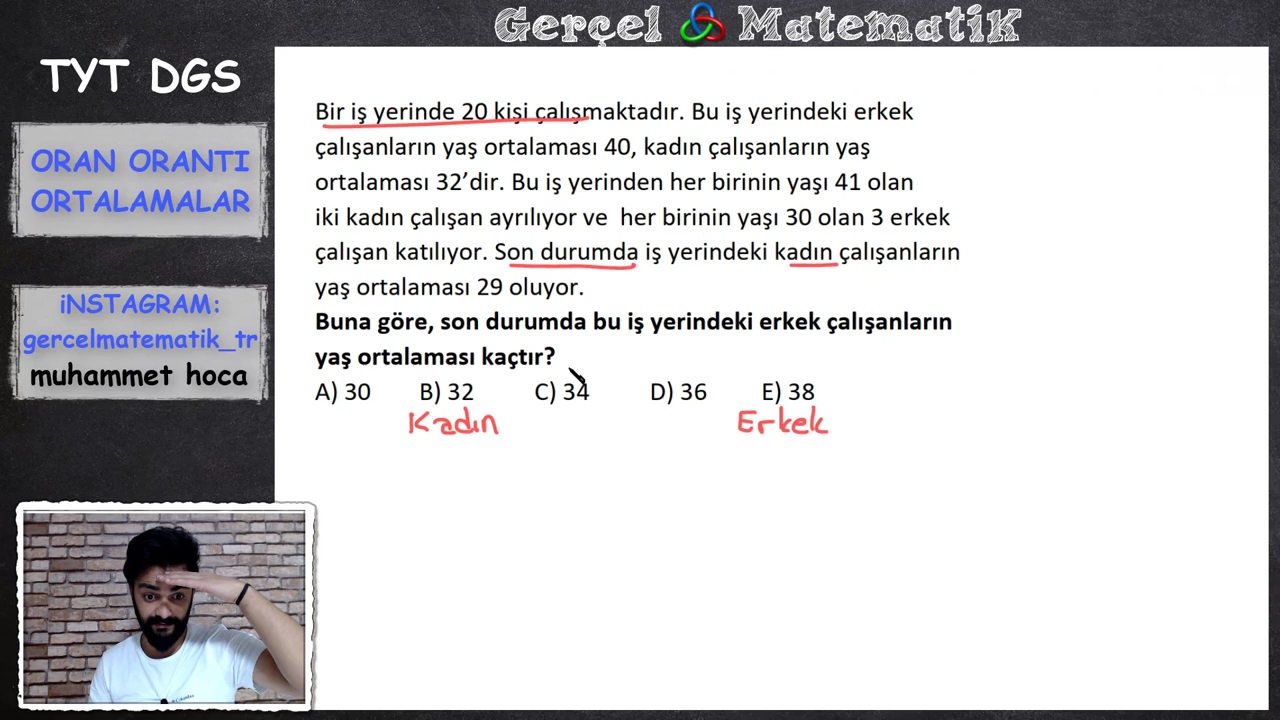 Gerçel Matematik
TYT DGS
ORAN ORANTI
ORTALAMALAR
iNSTAGRAM:
gercelmatematik_tr
muhammet hoca
Bir iş yerinde 20 kişi çalışmaktadır. Bu iş yerindeki erkek
çalışanların yaş ortalaması 40, kadın çalışanların yaş
ortalaması 32’dir. Bu iş yerinden her birinin yaşı 41 olan
iki kadın çalışan ayrılıyor ve her birinin yaşı 30 olan 3 erkek
çalışan katılıyor. Son durumda iş yerindeki kadın çalışanların
yaş ortalaması 29 oluyor.
Buna göre, son durumda bu iş yerindeki erkek çalışanların
yaş ortalaması kaçtır?
A) 30 B) 32 C) 34 D) 36 E) 38
Kadın Erkek